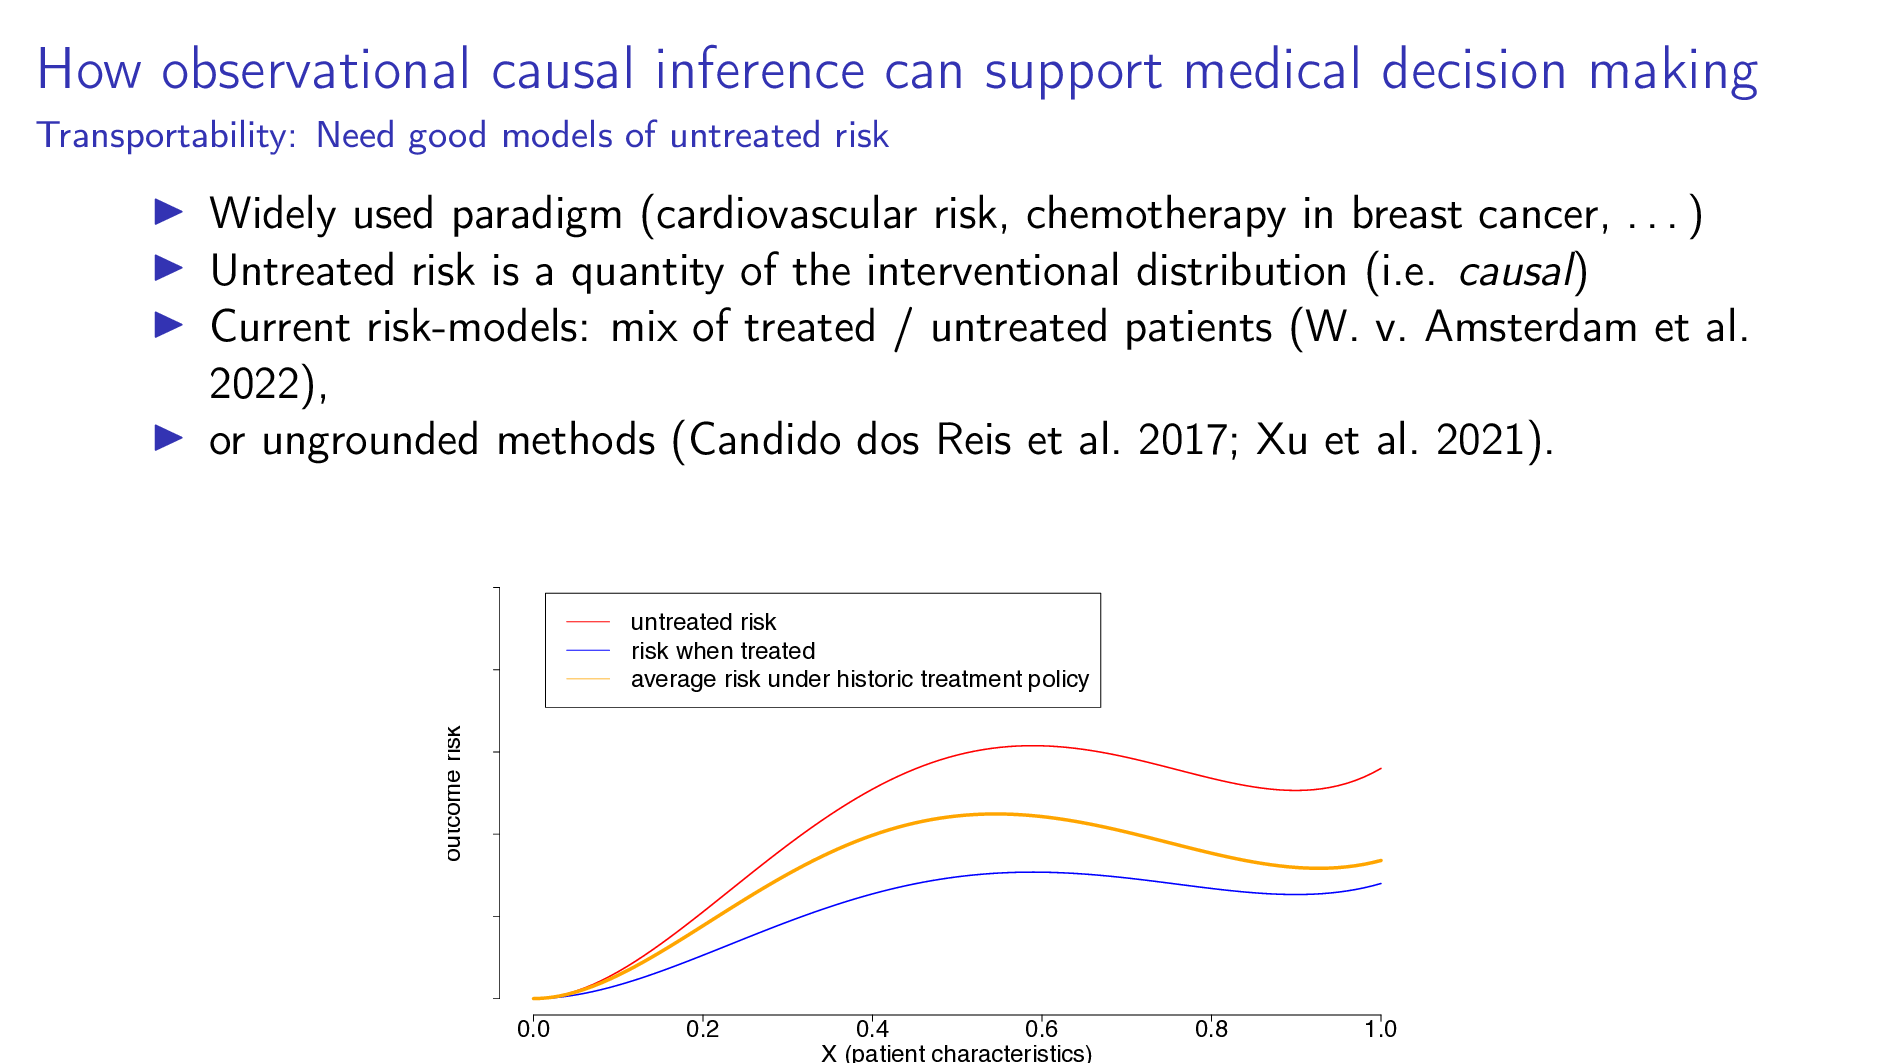 How observational causal inference can support medical decision making
Transportability: Need good models of untreated risk
▶ Widely used paradigm (cardiovascular risk, chemotherapy in breast cancer, . . . )
▶ Untreated risk is a quantity of the interventional distribution (i.e. causal)
▶ Current risk-models: mix of treated / untreated patients (W. v. Amsterdam et al.
2022),
▶ or ungrounded methods (Candido dos Reis et al. 2017; Xu et al. 2021).
untreated risk
risk when treated
average risk under historic treatment policy
outcome risk
0.0 0.2 0.4 0.6 0.8 1.0
X (patient characteristics)